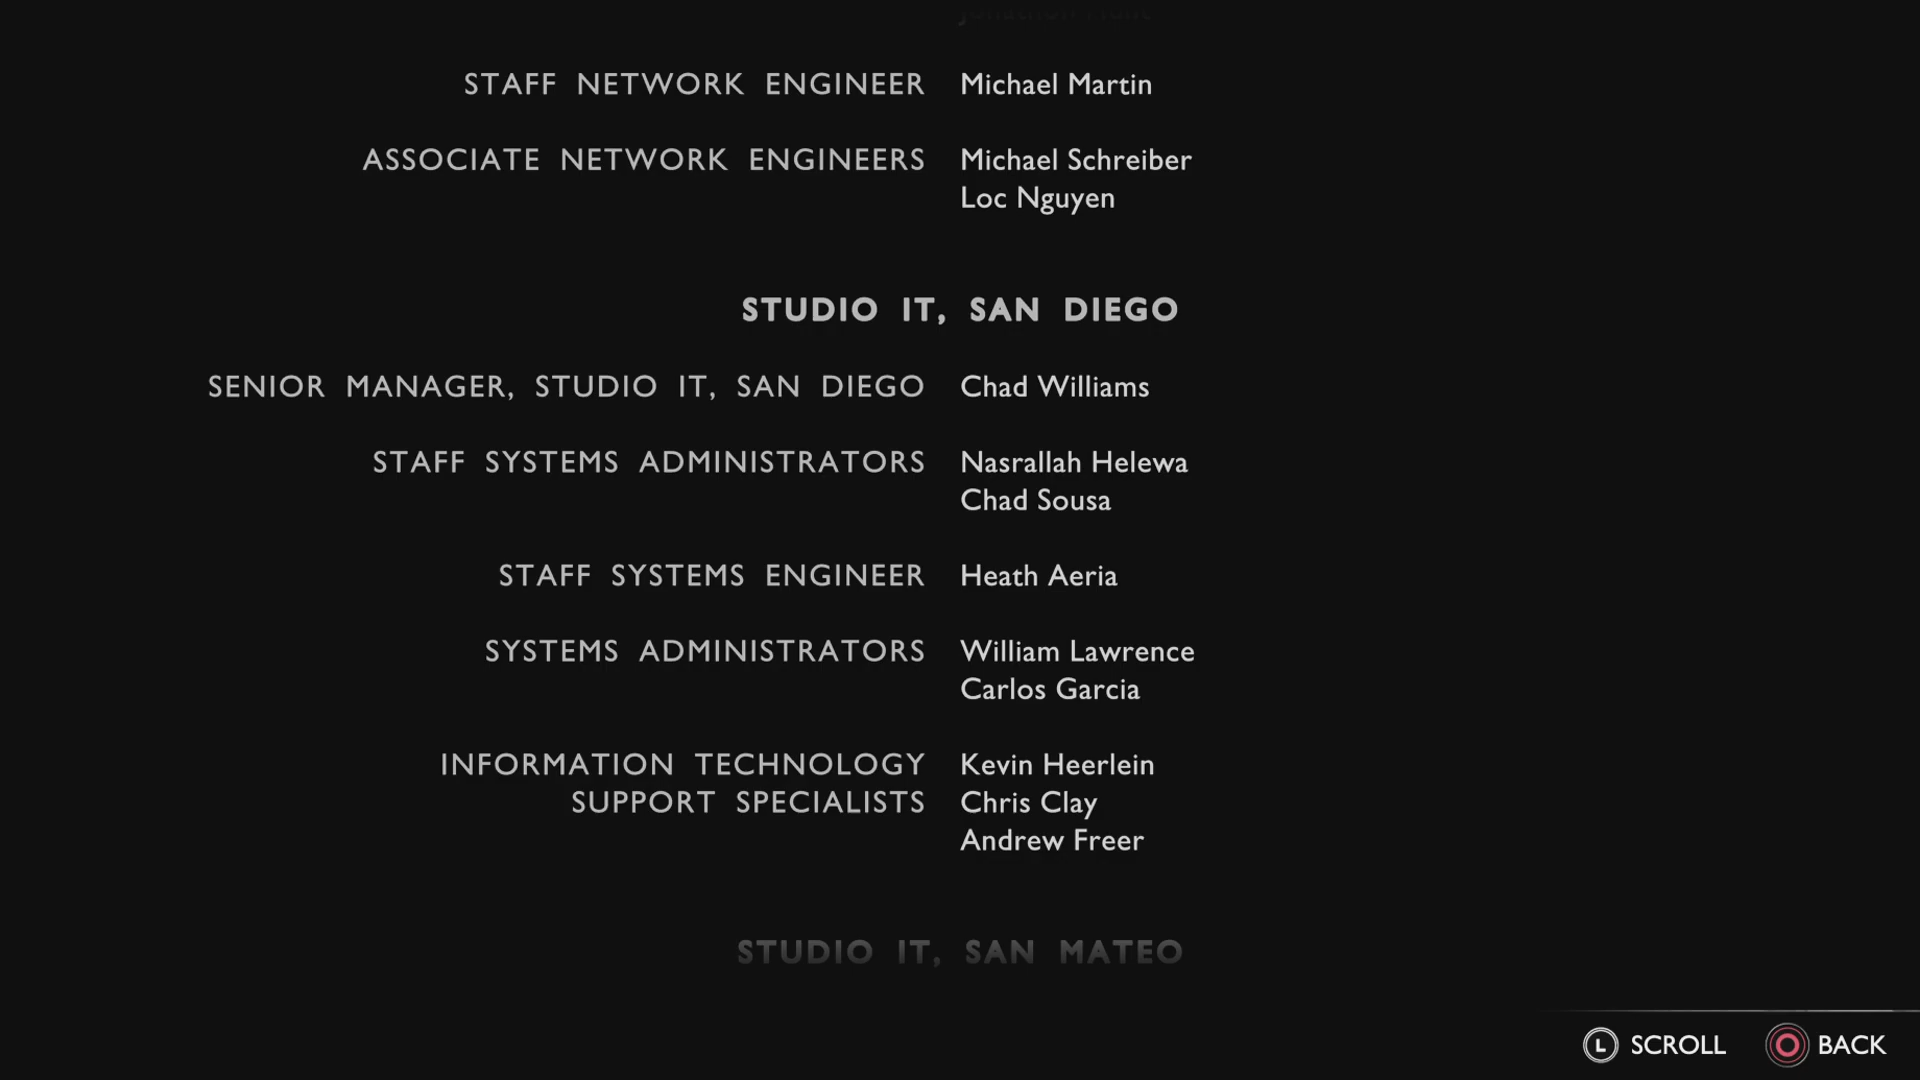 STAFF NETWORK ENGINEER Michael Martin
ASSOCIATE NETWORK ENGINEERS Michael Schreiber
Loc Nguyen
STUDIO IT, SAN DIEGO
SENIOR MANAGER, STUDIO IT, SAN DIEGO Chad Williams
STAFF SYSTEMS ADMINISTRATORS Nasrallah Helewa
Chad Sousa
STAFF SYSTEMS ENGINEER Heath Aeria
SYSTEMS ADMINISTRATORS William Lawrence
Carlos Garcia
INFORMATION TECHNOLOGY Kevin Heerlein
SUPPORT SPECIALISTS Chris Clay
Andrew Freer
STUDIO IT, SAN MATEO
L SCROLL BACK